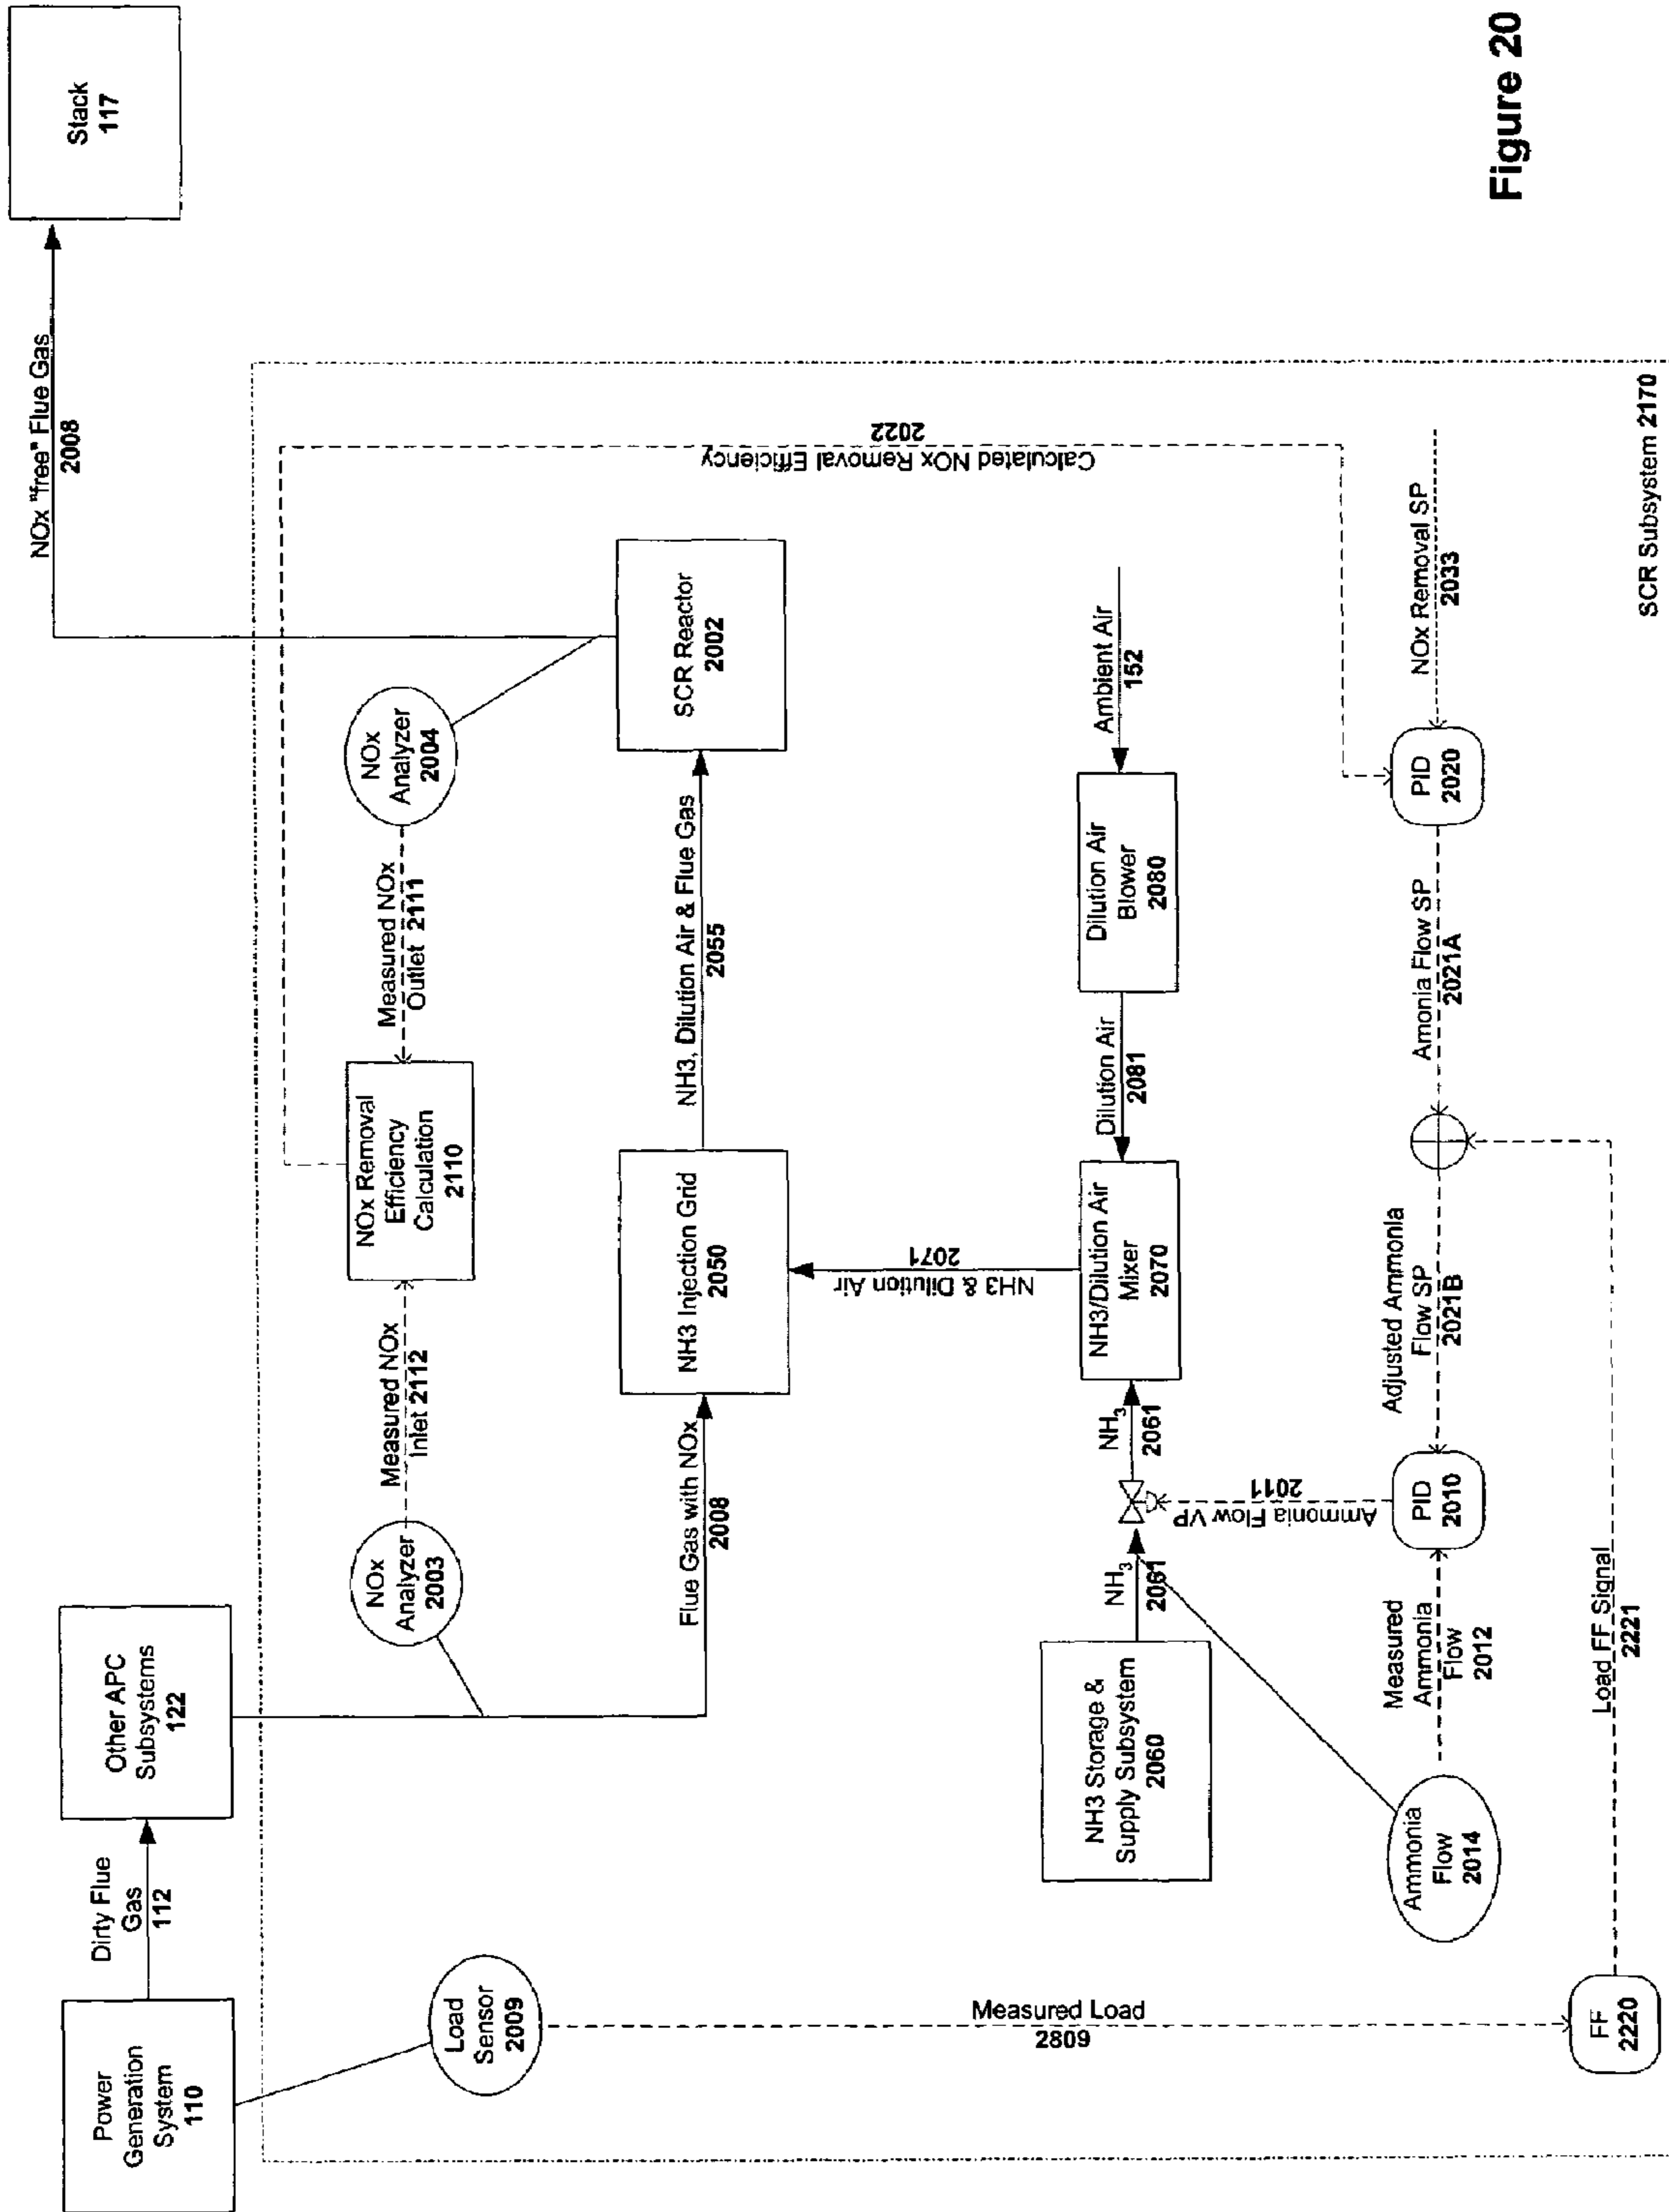 Power
Generation
System
110
Dirty Flue
Gas
112
Other APC
Subsystems
122
NOx "free" Flue Gas
2008
Stack
117
Load
Sensor
2009
NOx
Analyzer
2003
Measured NOx
Inlet 2112
NOx Removal
Efficiency
Calculation
2110
Measured NOx
Outlet 2111
NOx
Analyzer
2004
Flue Gas with NOx
2008
NH3 Injection Grid
2050
NH3, Dilution Air & Flue Gas
2055
SCR Reactor
2002
Calculated NOx Removal Efficiency
2022
NH3 & Dilution Air
2071
Measured Load
2809
NH3 Storage &
Supply Subsystem
2060
NH3
2061
NH3
2061
NH3/Dilution Air
Mixer
2070
Dilution Air
2081
Dilution Air
Blower
2080
Ambient Air
152
Ammonia Flow VP
2011
Ammonia
Flow
2014
Measured
Ammonia
Flow
2012
PID
2010
Adjusted Ammonia
Flow SP
2021B
Amonia Flow SP
2021A
PID
2020
NOx Removal SP
2033
FF
2220
Load FF Signal
2221
SCR Subsystem 2170
Figure 20